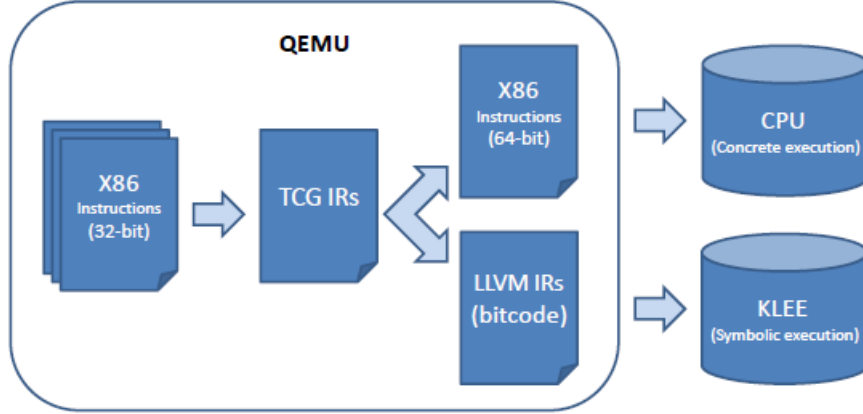 QEMU
X86
Instructions
(32-bit)
TCG IRs
X86
Instructions
(64-bit)
LLVM IRs
(bitcode)
CPU
(Concrete execution)
KLEE
(Symbolic execution)